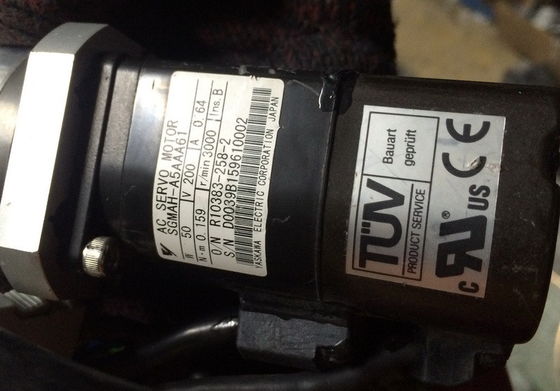 AC SERVO MOTOR
SGMAH-A5AAA61
W 50 V 200 A 0.64
N·m 0.159 r/min 3000 Ins. B
O/N R10383-258-2
S/N D0039B159610002
YASKAWA ELECTRIC CORPORATION JAPAN
TÜV
Bauart
geprüft
PRODUCT SERVICE
c RU ® US CE